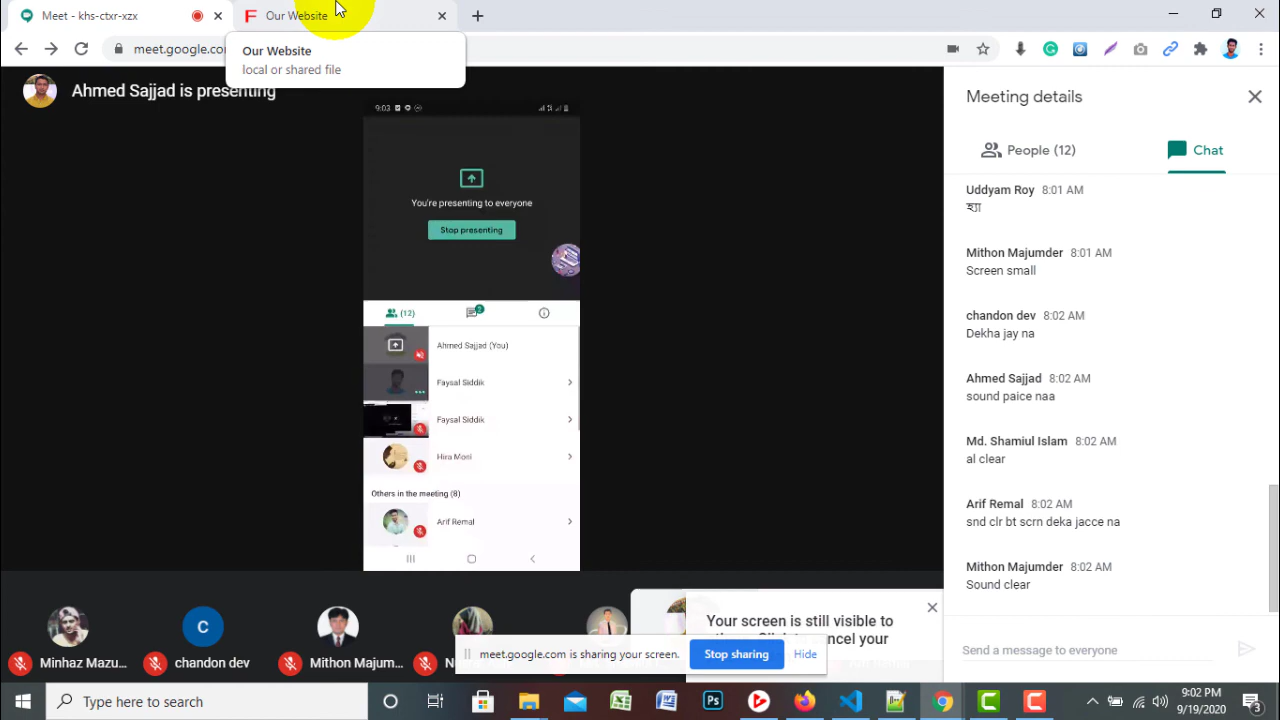 Meet - khs-ctxr-xzx
Our Website
meet.google.co
Our Website
local or shared file
Ahmed Sajjad is presenting
9:03
You're presenting to everyone
Stop presenting
(12)
Ahmed Sajjad (You)
Faysal Siddik
Faysal Siddik
Hira Moni
Others in the meeting (8)
Arif Remal
Meeting details
People (12)
Chat
Uddyam Roy 8:01 AM
হ্যা
Mithon Majumder 8:01 AM
Screen small
chandon dev 8:02 AM
Dekha jay na
Ahmed Sajjad 8:02 AM
sound paice naa
Md. Shamiul Islam 8:02 AM
al clear
Arif Remal 8:02 AM
snd clr bt scrn deka jacce na
Mithon Majumder 8:02 AM
Sound clear
Send a message to everyone
C
Minhaz Mazu...
chandon dev
Mithon Majum...
Your screen is still visible to
meet.google.com is sharing your screen.
Stop sharing
Hide
Type here to search
9:02 PM
9/19/2020